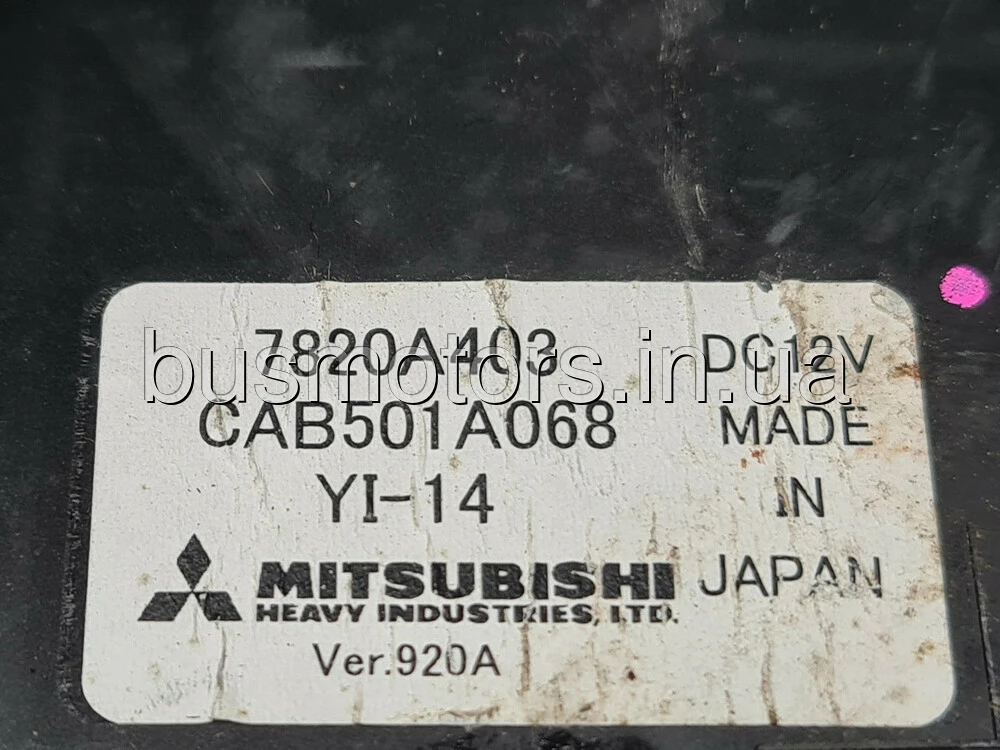 7820A403 DC12V
busmotors.in.ua
CAB501A068 MADE
YI-14 IN
MITSUBISHI JAPAN
HEAVY INDUSTRIES, LTD.
Ver.920A